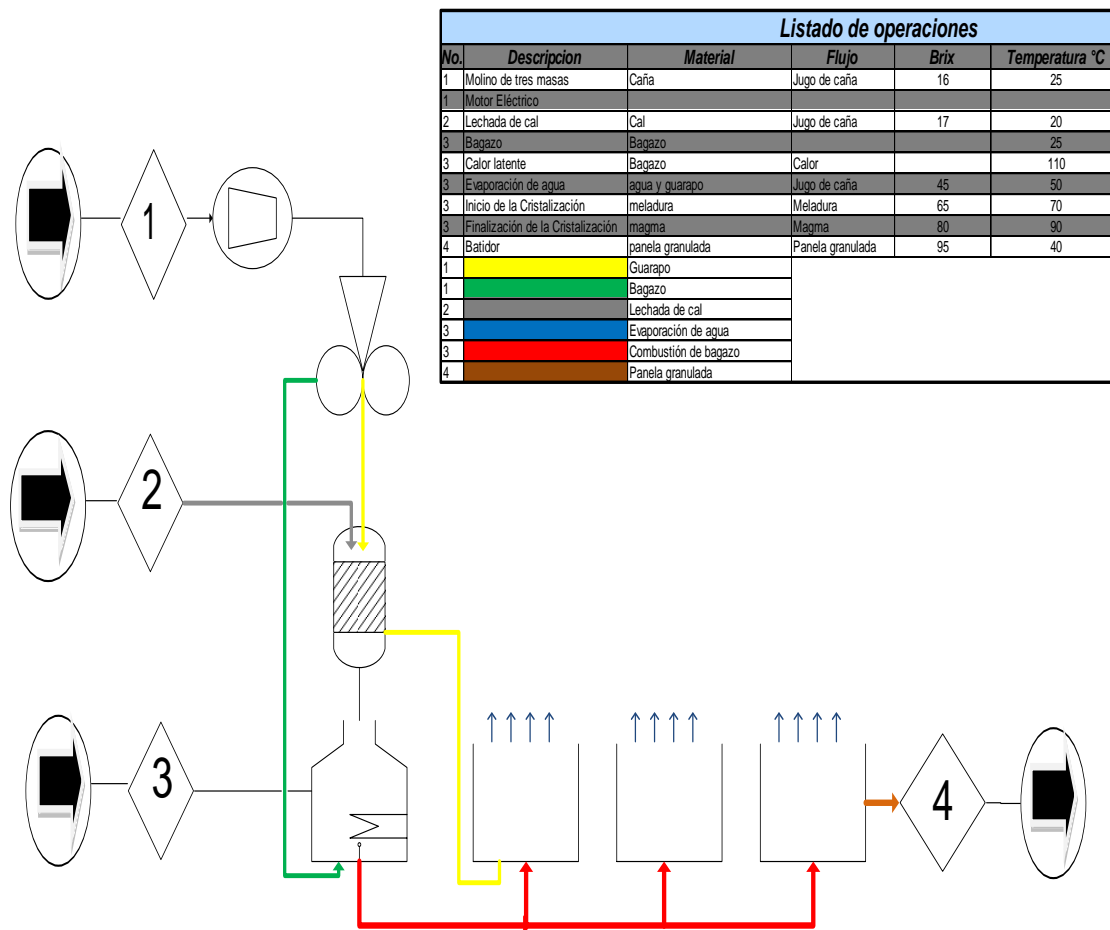 Listado de operaciones
No. Descripcion Material Flujo Brix Temperatura °C
1 Molino de tres masas Caña Jugo de caña 16 25
1 Motor Eléctrico
2 Lechada de cal Cal Jugo de caña 17 20
3 Bagazo Bagazo 25
3 Calor latente Bagazo Calor 110
3 Evaporación de agua agua y guarapo Jugo de caña 45 50
3 Inicio de la Cristalización meladura Meladura 65 70
3 Finalización de la Cristalización magma Magma 80 90
4 Batidor panela granulada Panela granulada 95 40
1 Guarapo
1 Bagazo
2 Lechada de cal
3 Evaporación de agua
3 Combustión de bagazo
4 Panela granulada
1
2
3
4